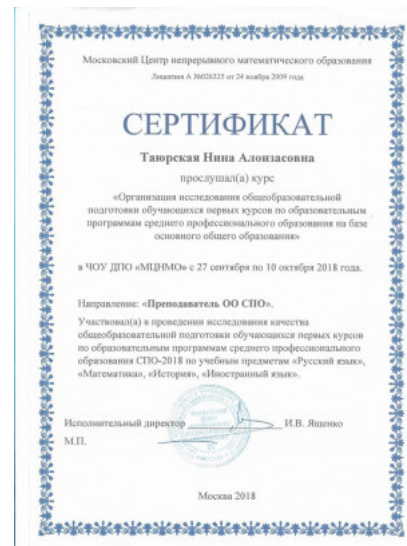 Московский Центр непрерывного математического образования
Лицензия А №026325 от 24 ноября 2009 года
СЕРТИФИКАТ
Таюрская Нина Алоизасовна
прослушал(а) курс
«Организация исследования общеобразовательной
подготовки обучающихся первых курсов по образовательным
программам среднего профессионального образования на базе
основного общего образования»
в ЧОУ ДПО «МЦНМО» с 27 сентября по 10 октября 2018 года.
Направление: «Преподаватель ОО СПО».
Участвовал(а) в проведении исследования качества
общеобразовательной подготовки обучающихся первых курсов
по образовательным программам среднего профессионального
образования СПО-2018 по учебным предметам «Русский язык»,
«Математика», «История», «Иностранный язык».
Исполнительный директор И.В. Ященко
М.П.
Москва 2018